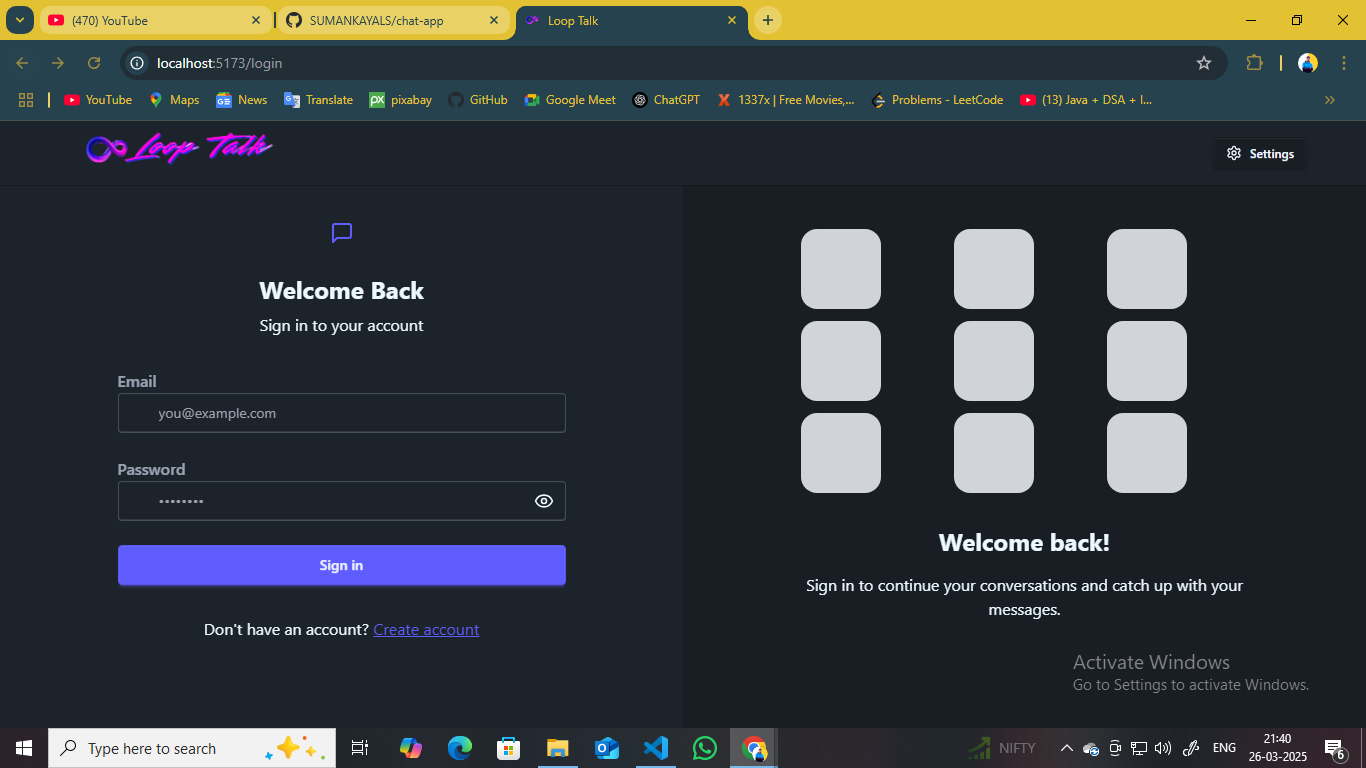 (470) YouTube
SUMANKAYALS/chat-app
Loop Talk
localhost:5173/login
YouTube
Maps
News
Translate
px pixabay
GitHub
Google Meet
ChatGPT
X 1337x | Free Movies,...
Problems - LeetCode
(13) Java + DSA + I...
Loop Talk
Settings
Welcome Back
Sign in to your account
Email
you@example.com
Password
Sign in
Don't have an account? Create account
Welcome back!
Sign in to continue your conversations and catch up with your
messages.
Activate Windows
Go to Settings to activate Windows.
Type here to search
NIFTY
ENG
21:40
26-03-2025
6